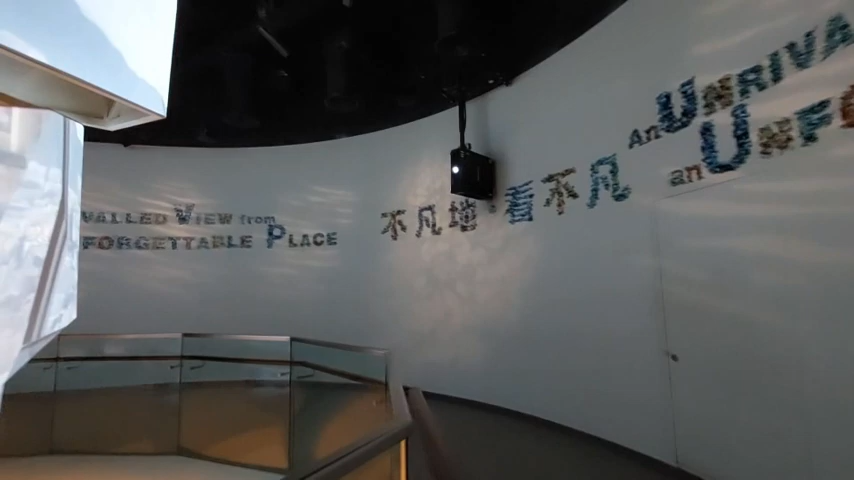 VALLED VIEW from
FORGETTABLE PLACE
不凡地·看不凡
An UNRIVA
an UNF